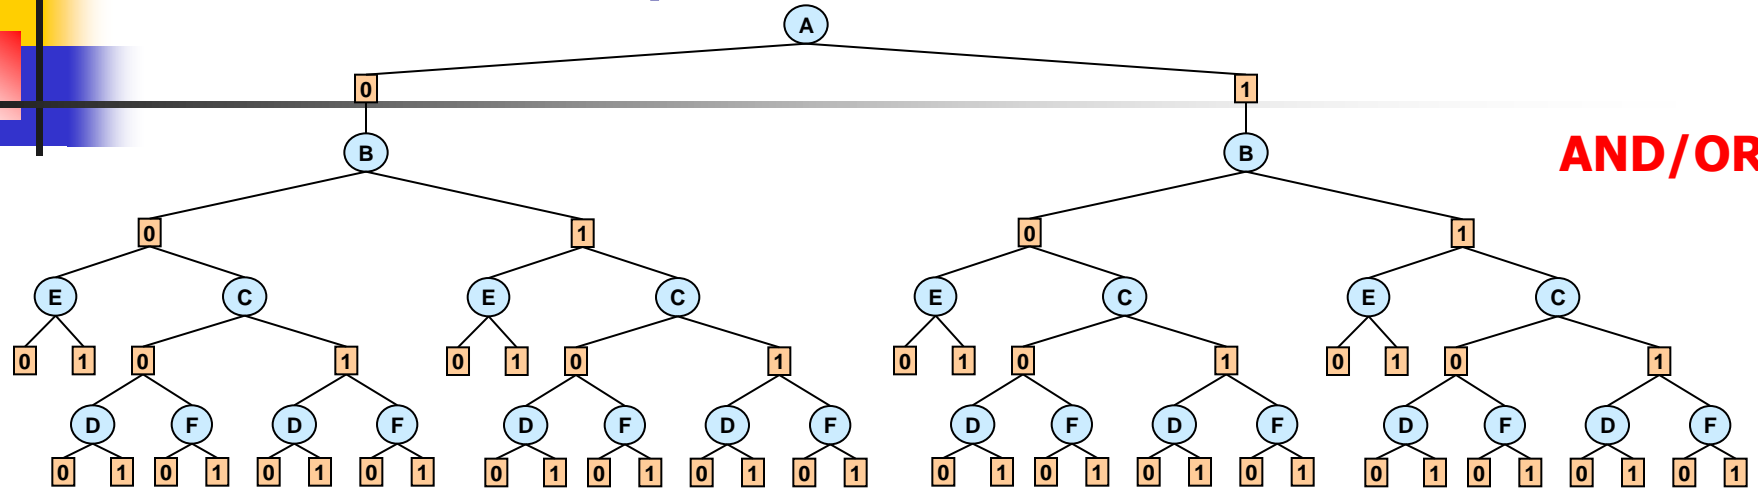 A
0 1
B B
AND/OR
0 1 0 1
E C E C E C E C
0 1 0 1 0 1 0 1 0 1 0 1 0 1 0 1
D F D F D F D F D F D F D F D F
0 1 0 1 0 1 0 1 0 1 0 1 0 1 0 1 0 1 0 1 0 1 0 1 0 1 0 1 0 1 0 1